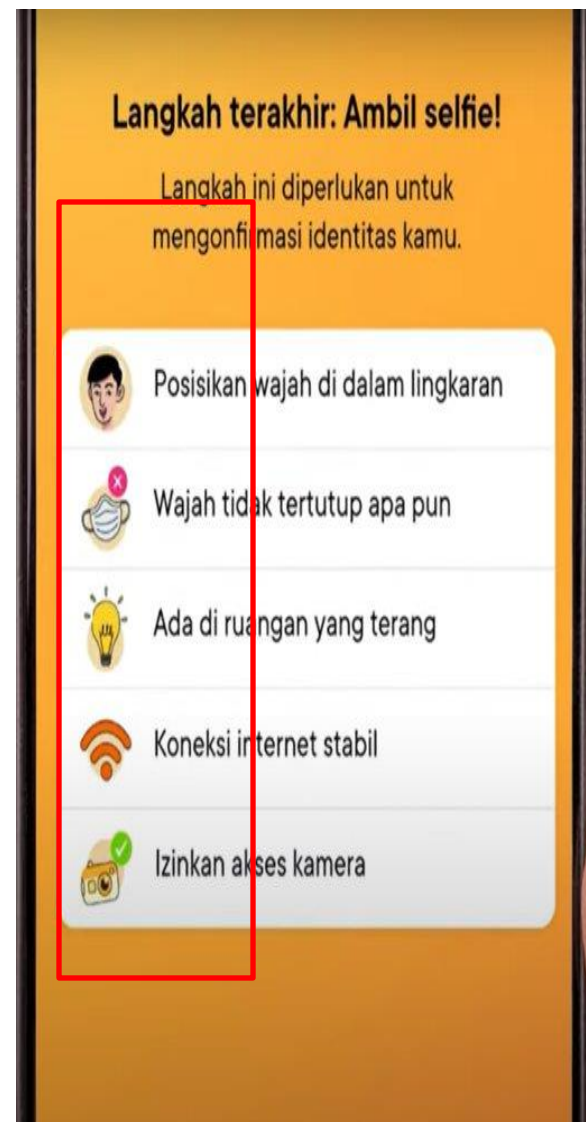 Langkah terakhir: Ambil selfie!
Langkah ini diperlukan untuk
mengonfirmasi identitas kamu.
Posisikan wajah di dalam lingkaran
Wajah tidak tertutup apa pun
Ada di ruangan yang terang
Koneksi internet stabil
Izinkan akses kamera